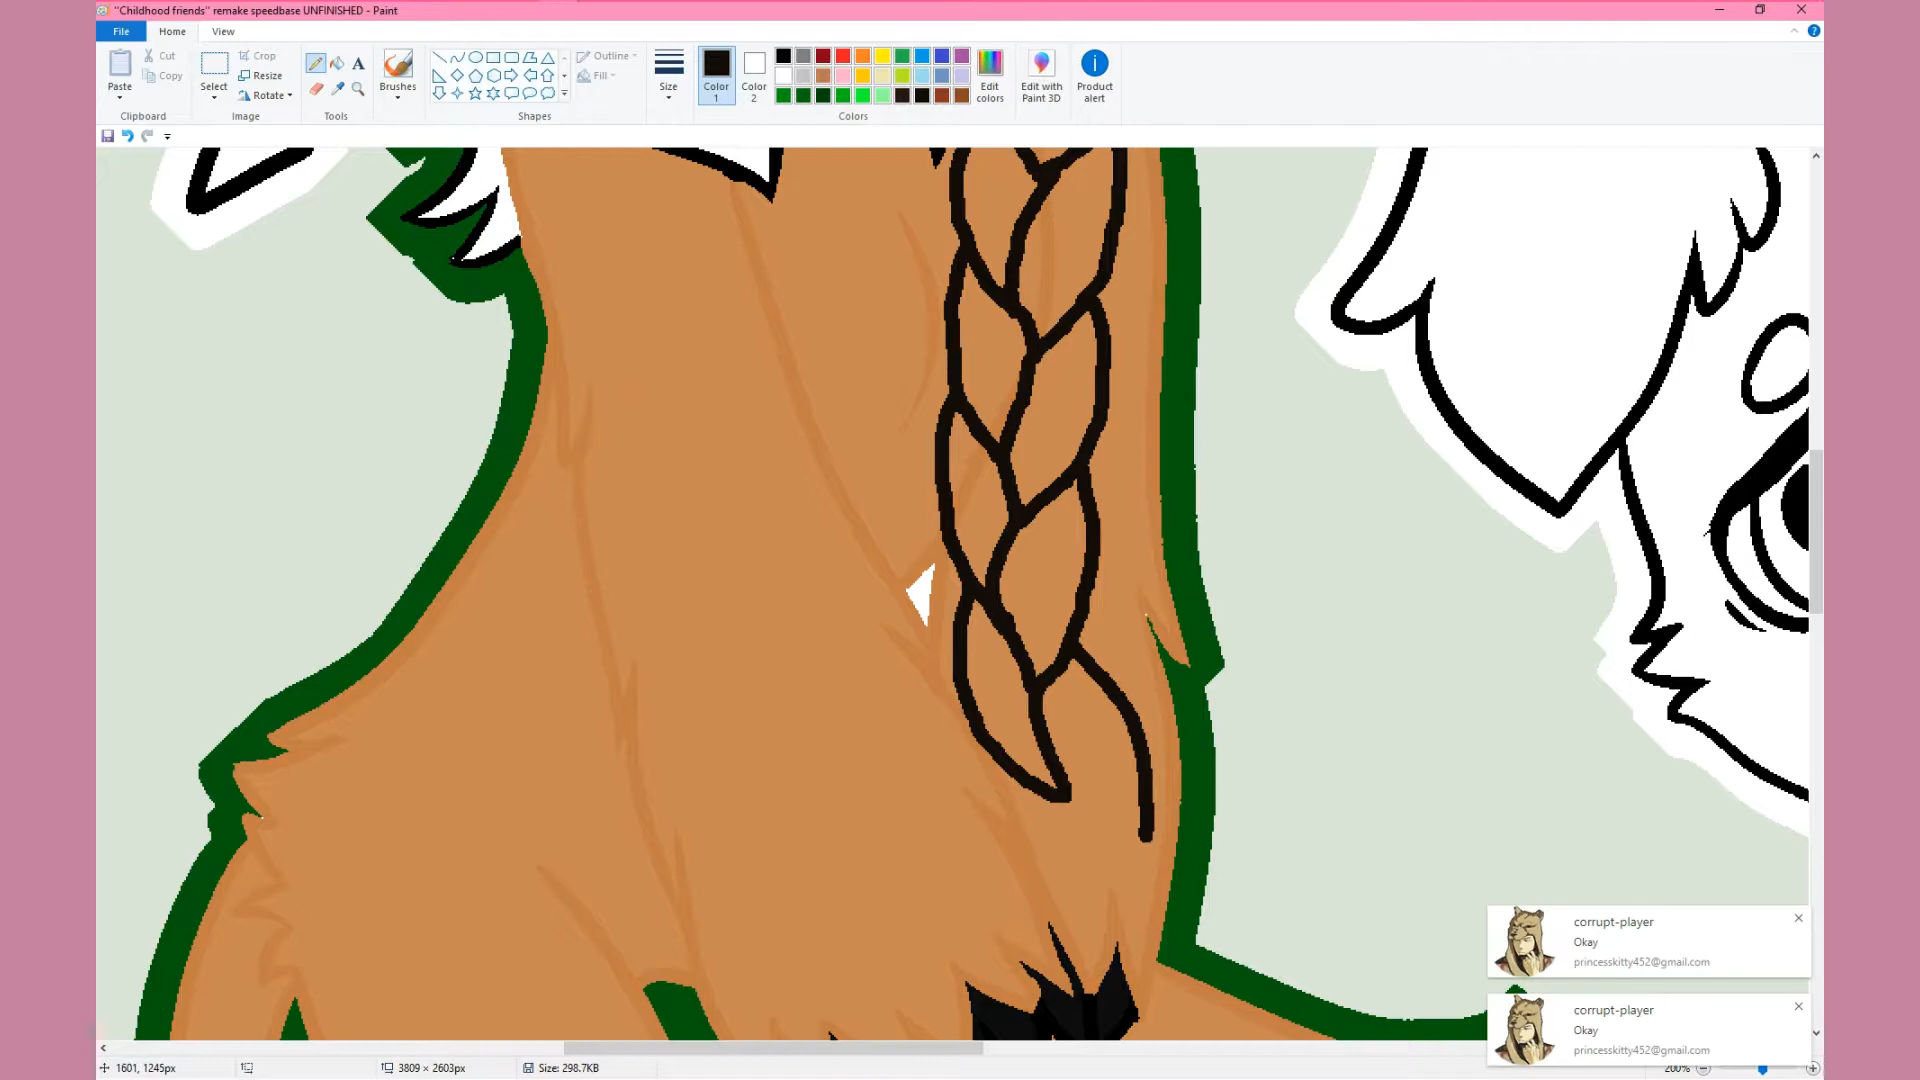 "Childhood friends" remake speedbase UNFINISHED - Paint
File Home View
Paste
Cut
Copy
Clipboard
Select
Crop
Resize
Rotate
Image
A
Tools
Brushes
Shapes
Outline
Fill
Size
Color 1
Color 2
Colors
Edit colors
Edit with Paint 3D
Product alert
corrupt-player
Okay
princesskitty452@gmail.com
corrupt-player
Okay
princesskitty452@gmail.com
1601, 1245px
3809 × 2603px
Size: 298.7KB
200%